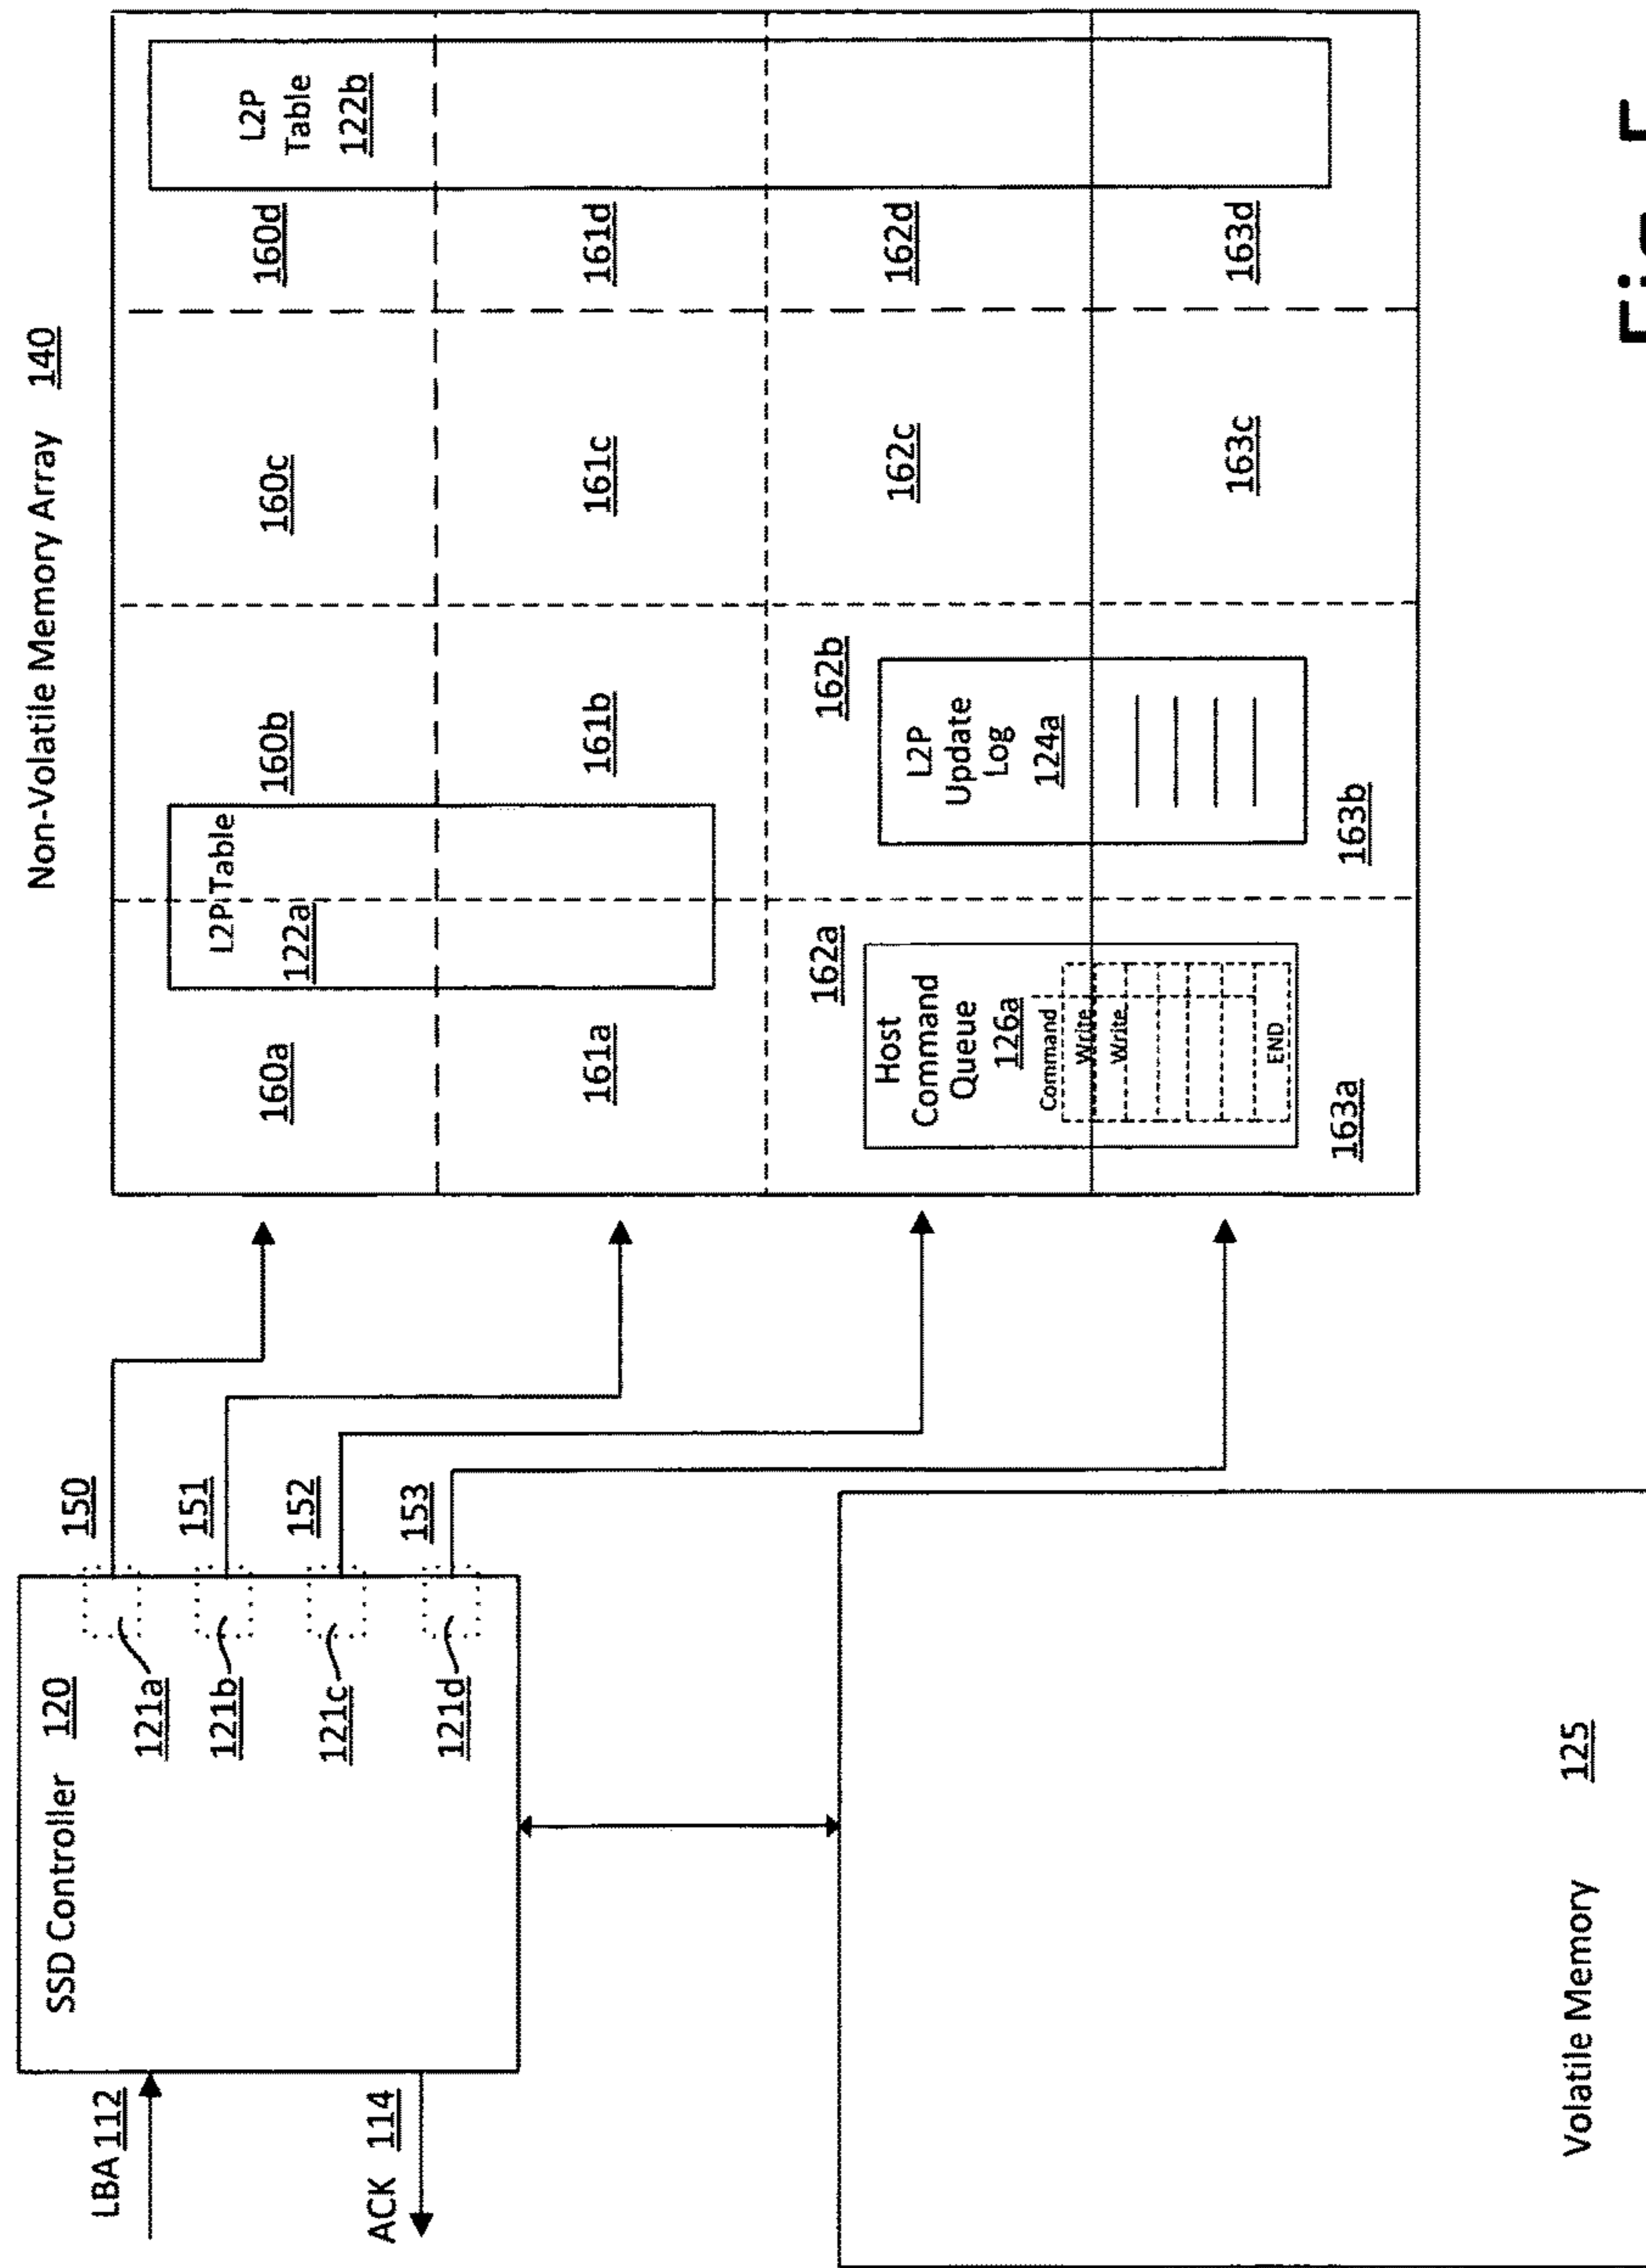 Non-Volatile Memory Array 140
SSD Controller 120
LBA 112
ACK 114
121a
121b
121c
121d
150
151
152
153
160a
160b
160c
160d
L2P Table
122a
L2P
Table
122b
161a
161b
161c
161d
162a
162b
162c
162d
Host
Command
Queue
126a
Command
Write
Write
END
L2P
Update
Log
124a
163a
163b
163c
163d
Volatile Memory 125